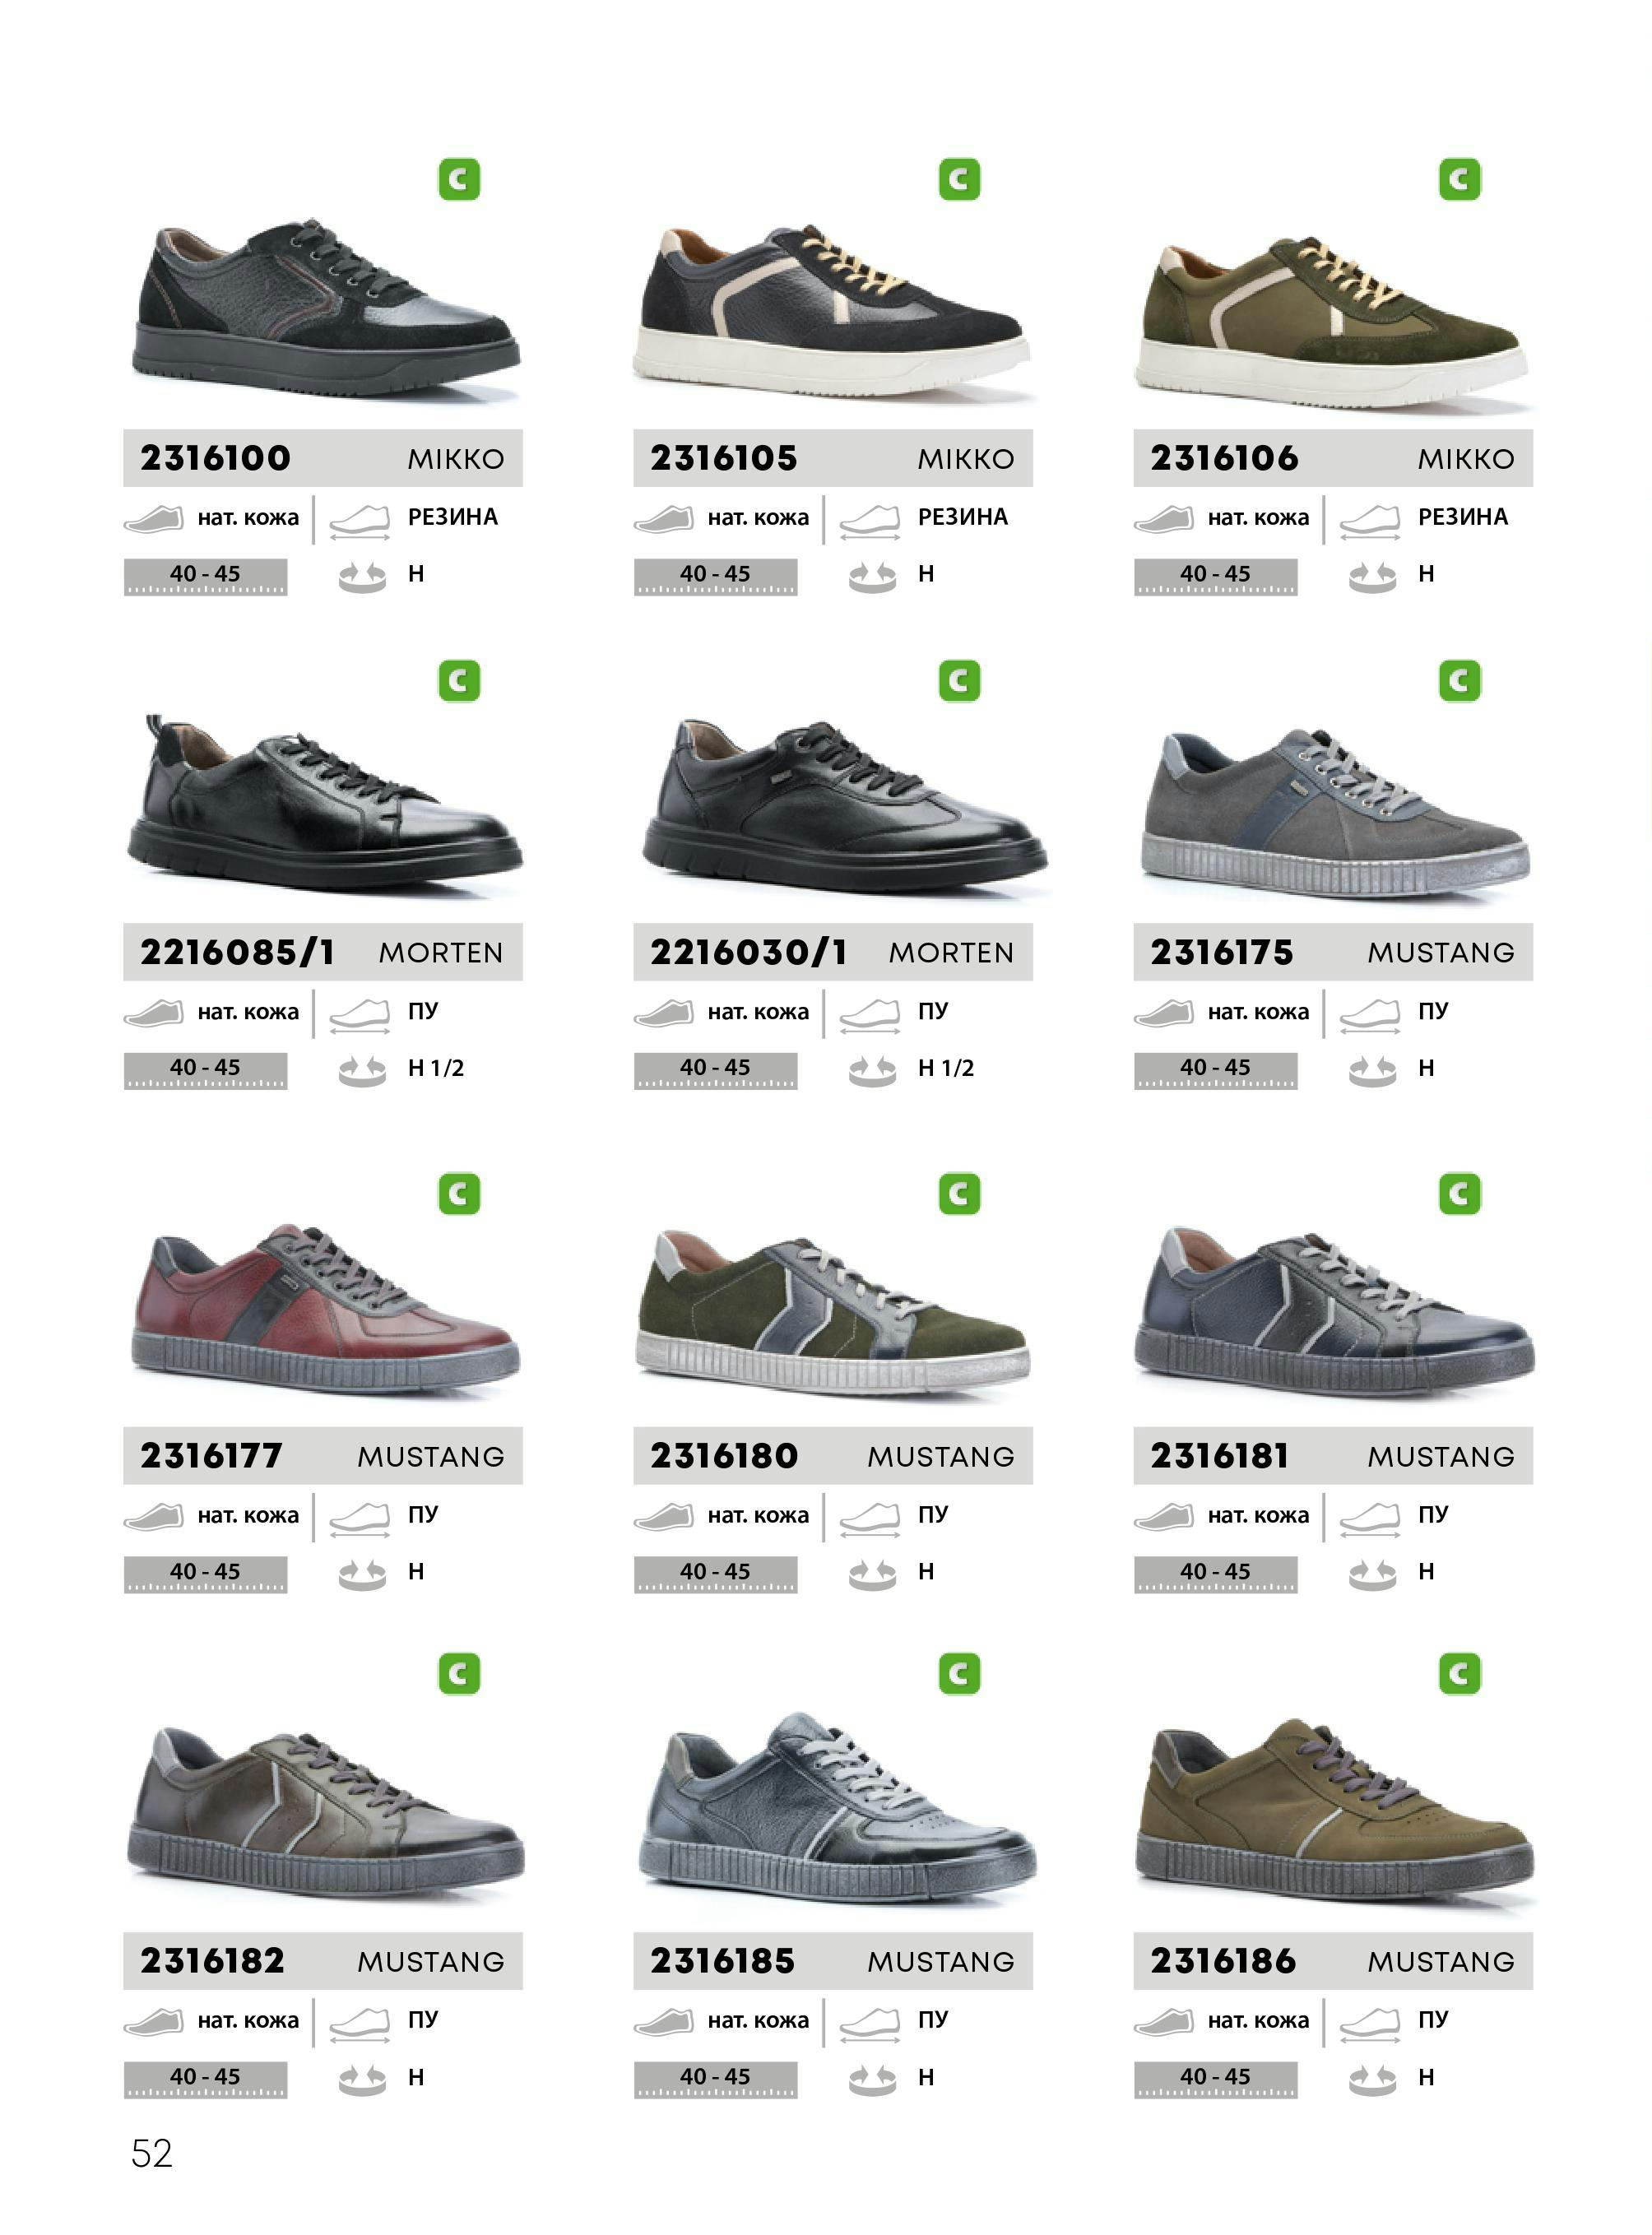 C C C
2316100 MIKKO 2316105 MIKKO 2316106 MIKKO
нат. кожа РЕЗИНА нат. кожа РЕЗИНА нат. кожа РЕЗИНА
40 - 45 Н 40 - 45 Н 40 - 45 Н
C C C
2216085/1 MORTEN 2216030/1 MORTEN 2316175 MUSTANG
нат. кожа ПУ нат. кожа ПУ нат. кожа ПУ
40 - 45 Н 1/2 40 - 45 Н 1/2 40 - 45 Н
C C C
2316177 MUSTANG 2316180 MUSTANG 2316181 MUSTANG
нат. кожа ПУ нат. кожа ПУ нат. кожа ПУ
40 - 45 Н 40 - 45 Н 40 - 45 Н
C C C
2316182 MUSTANG 2316185 MUSTANG 2316186 MUSTANG
нат. кожа ПУ нат. кожа ПУ нат. кожа ПУ
40 - 45 Н 40 - 45 Н 40 - 45 Н
52